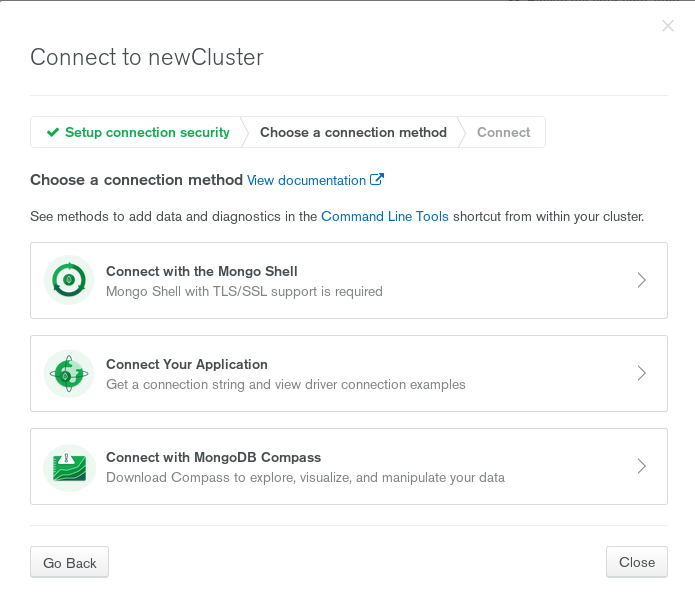 Connect to newCluster
Setup connection security
Choose a connection method
Connect
Choose a connection method View documentation
See methods to add data and diagnostics in the Command Line Tools shortcut from within your cluster.
Connect with the Mongo Shell
Mongo Shell with TLS/SSL support is required
Connect Your Application
Get a connection string and view driver connection examples
Connect with MongoDB Compass
Download Compass to explore, visualize, and manipulate your data
Go Back
Close